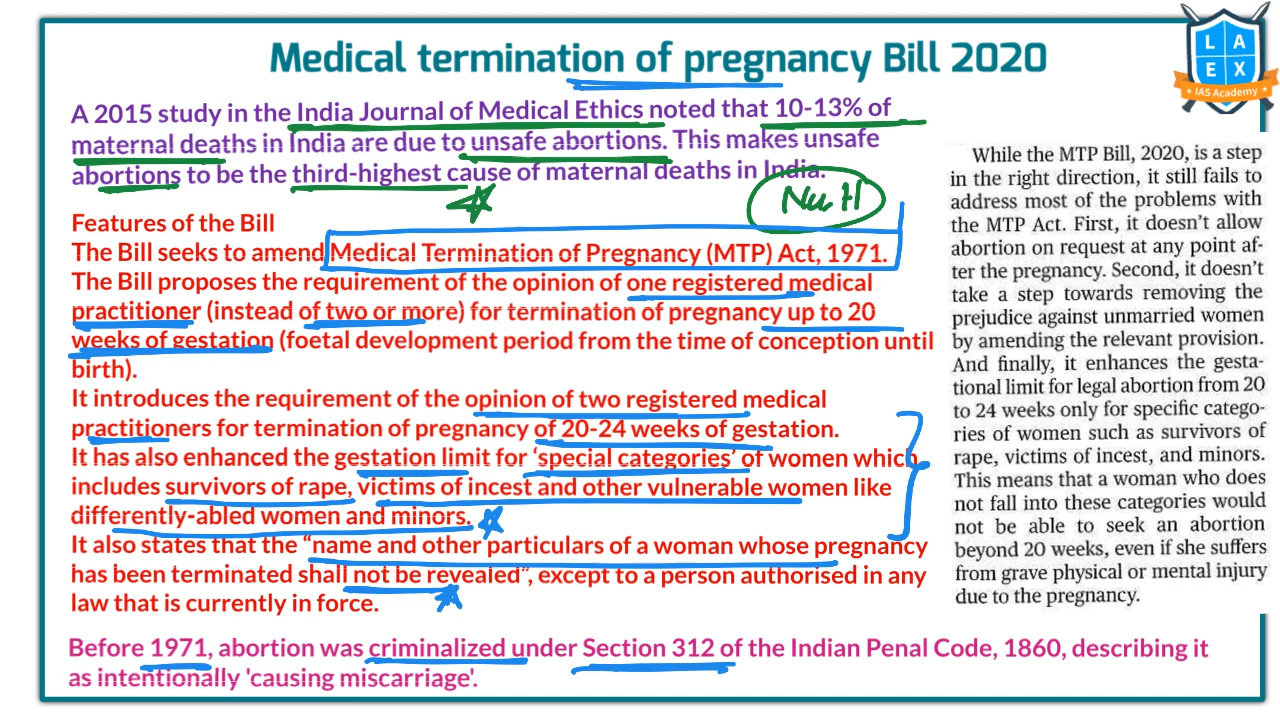 Medical termination of pregnancy Bill 2020
L A
E X
IAS Academy
A 2015 study in the India Journal of Medical Ethics noted that 10-13% of
maternal deaths in India are due to unsafe abortions. This makes unsafe
abortions to be the third-highest cause of maternal deaths in India.
Features of the Bill
The Bill seeks to amend Medical Termination of Pregnancy (MTP) Act, 1971.
The Bill proposes the requirement of the opinion of one registered medical
practitioner (instead of two or more) for termination of pregnancy up to 20
weeks of gestation (foetal development period from the time of conception until
birth).
It introduces the requirement of the opinion of two registered medical
practitioners for termination of pregnancy of 20-24 weeks of gestation.
It has also enhanced the gestation limit for ‘special categories’ of women which
includes survivors of rape, victims of incest and other vulnerable women like
differently-abled women and minors.
It also states that the “name and other particulars of a woman whose pregnancy
has been terminated shall not be revealed”, except to a person authorised in any
law that is currently in force.
Before 1971, abortion was criminalized under Section 312 of the Indian Penal Code, 1860, describing it
as intentionally 'causing miscarriage'.
While the MTP Bill, 2020, is a step
in the right direction, it still fails to
address most of the problems with
the MTP Act. First, it doesn’t allow
abortion on request at any point af-
ter the pregnancy. Second, it doesn’t
take a step towards removing the
prejudice against unmarried women
by amending the relevant provision.
And finally, it enhances the gesta-
tional limit for legal abortion from 20
to 24 weeks only for specific catego-
ries of women such as survivors of
rape, victims of incest, and minors.
This means that a woman who does
not fall into these categories would
not be able to seek an abortion
beyond 20 weeks, even if she suffers
from grave physical or mental injury
due to the pregnancy.